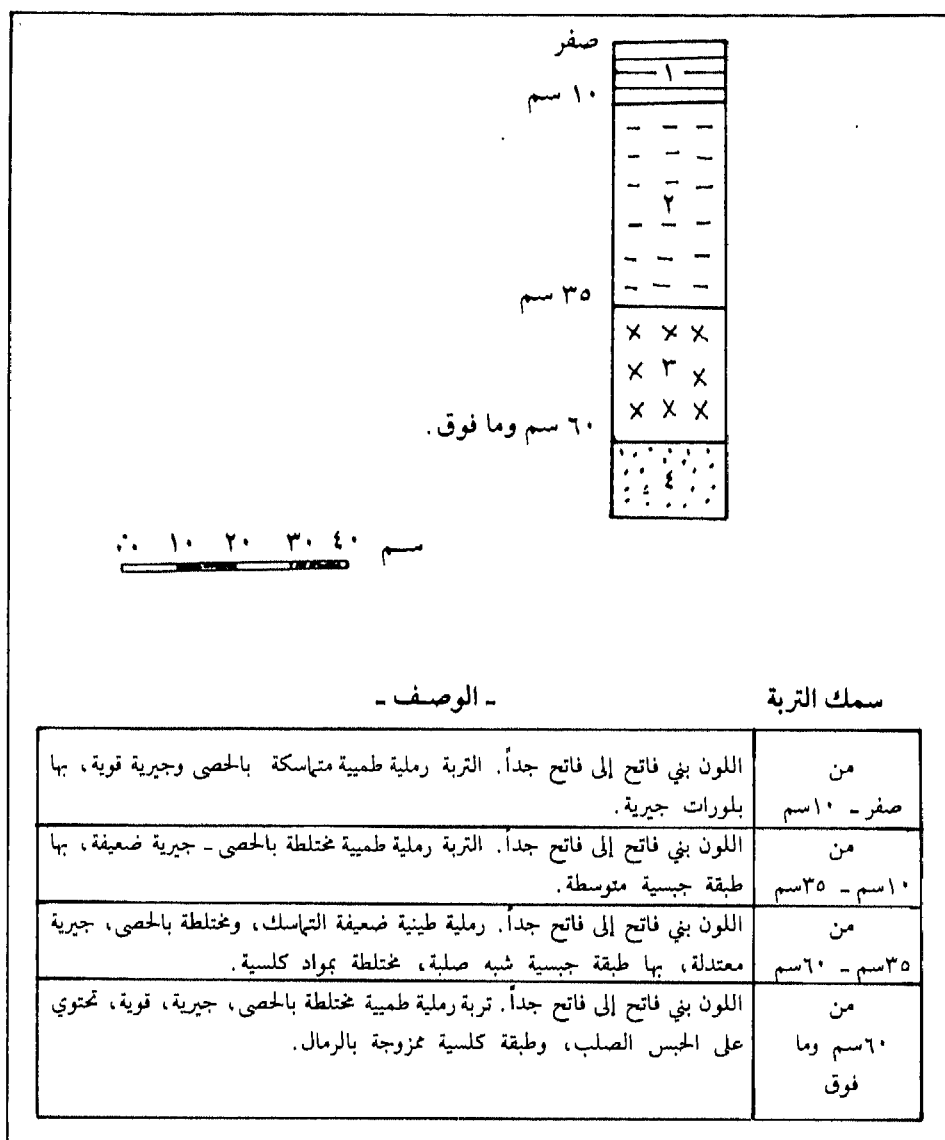 صفر
١
١٠ سم
٢
٣٥ سم
٣
٦٠ سم وما فوق.
٤
٠ ١٠ ٢٠ ٣٠ ٤٠ سم
سمك التربة
ـ الوصف ـ
من
صفر ـ ١٠سم
اللون بني فاتح إلى فاتح جداً. التربة رملية طميية متماسكة بالحصى وجيرية قوية، بها
بلورات جيرية.
من
١٠سم ـ ٣٥سم
اللون بني فاتح إلى فاتح جداً. التربة رملية طميية مختلطة بالحصى ـ جيرية ضعيفة، بها
طبقة جبسية متوسطة.
من
٣٥سم ـ ٦٠سم
اللون بني فاتح إلى فاتح جداً. رملية طينية ضعيفة التماسك، ومختلطة بالحصى، جيرية
معتدلة، بها طبقة جبسية شبه صلبة، مختلطة بمواد كلسية.
من
٦٠سم وما
فوق
اللون بني فاتح إلى فاتح جداً. تربة رملية طميية مختلطة بالحصى، جيرية، قوية، تحتوي
على الجبس الصلب، وطبقة كلسية ممزوجة بالرمال.